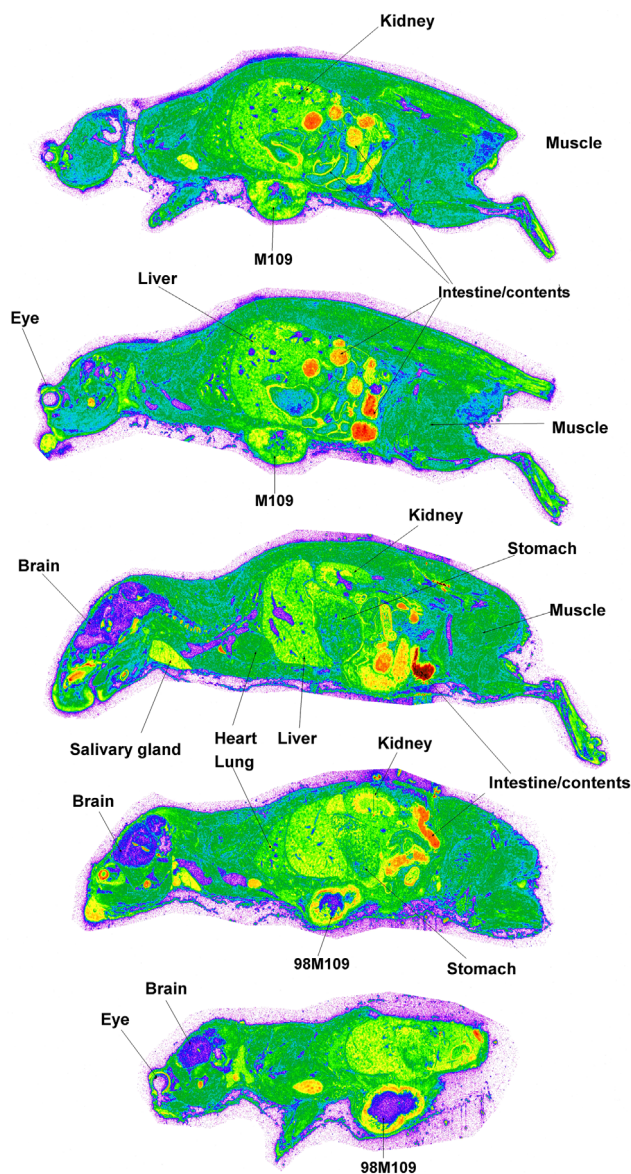 Kidney
Muscle
M109
Liver
Intestine/contents
Eye
Muscle
M109
Kidney
Stomach
Brain
Muscle
Salivary gland
Heart
Liver
Lung
Kidney
Intestine/contents
Brain
98M109
Stomach
Brain
Eye
98M109